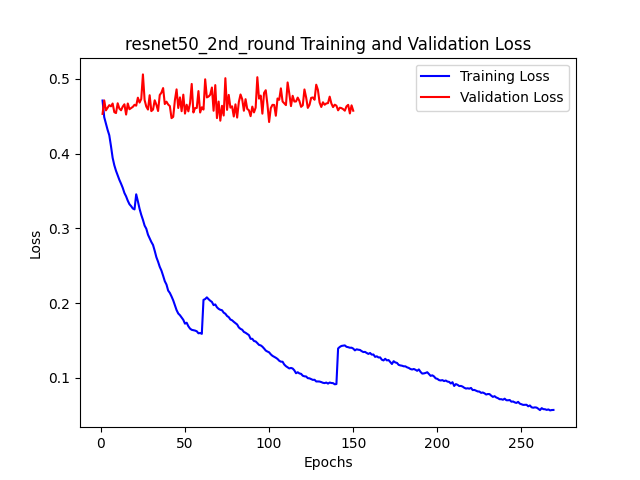 resnet50_2nd_round Training and Validation Loss
Training Loss
Validation Loss
Loss
0.5
0.4
0.3
0.2
0.1
0
50
100
150
200
250
Epochs